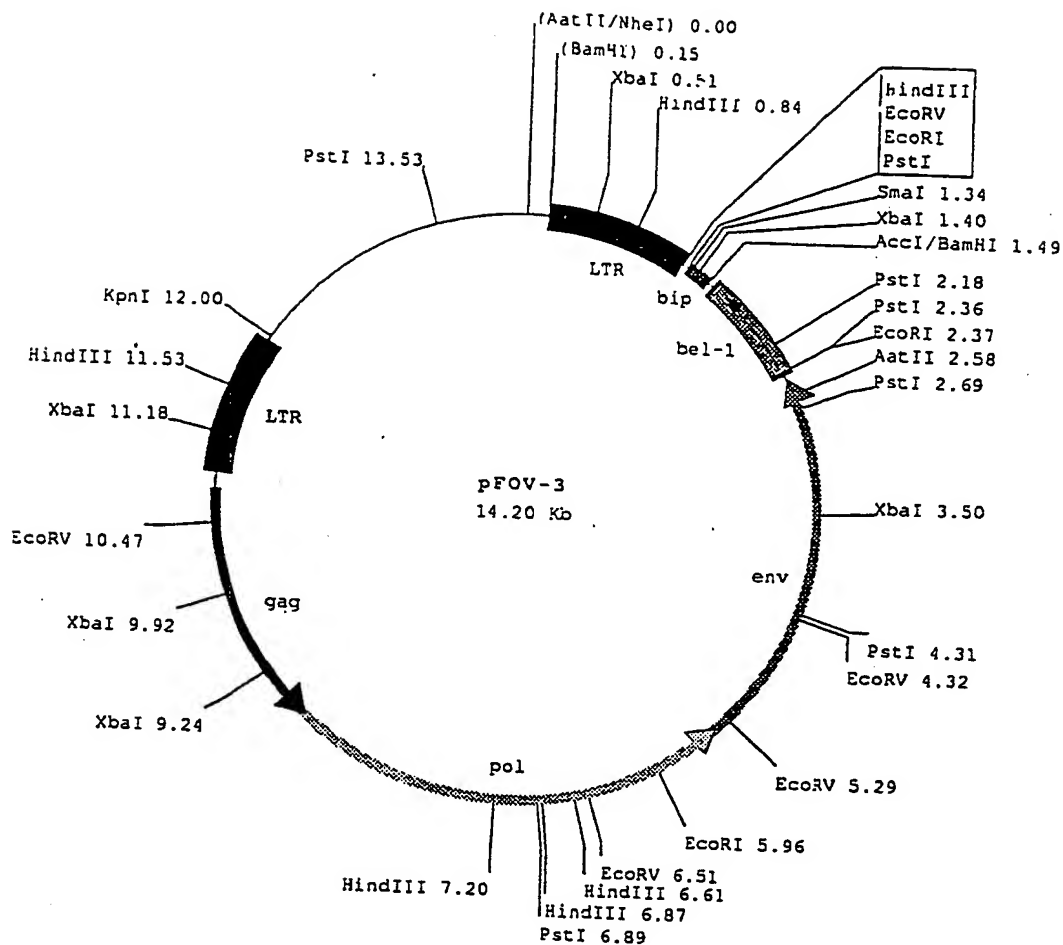 (AatII/NheI) 0.00
(BamHI) 0.15
XbaI 0.51
HindIII 0.84
hindIII
EcoRV
EcoRI
PstI
SmaI 1.34
XbaI 1.40
AccI/BamHI 1.49
PstI 2.18
PstI 2.36
EcoRI 2.37
AatII 2.58
PstI 2.69
XbaI 3.50
PstI 4.31
EcoRV 4.32
EcoRV 5.29
EcoRI 5.96
EcoRV 6.51
HindIII 6.61
HindIII 6.87
PstI 6.89
HindIII 7.20
XbaI 9.24
XbaI 9.92
EcoRV 10.47
XbaI 11.18
HindIII 11.53
KpnI 12.00
PstI 13.53
LTR
bip
bel-1
env
pol
gag
LTR
pFOV-3
14.20 Kb